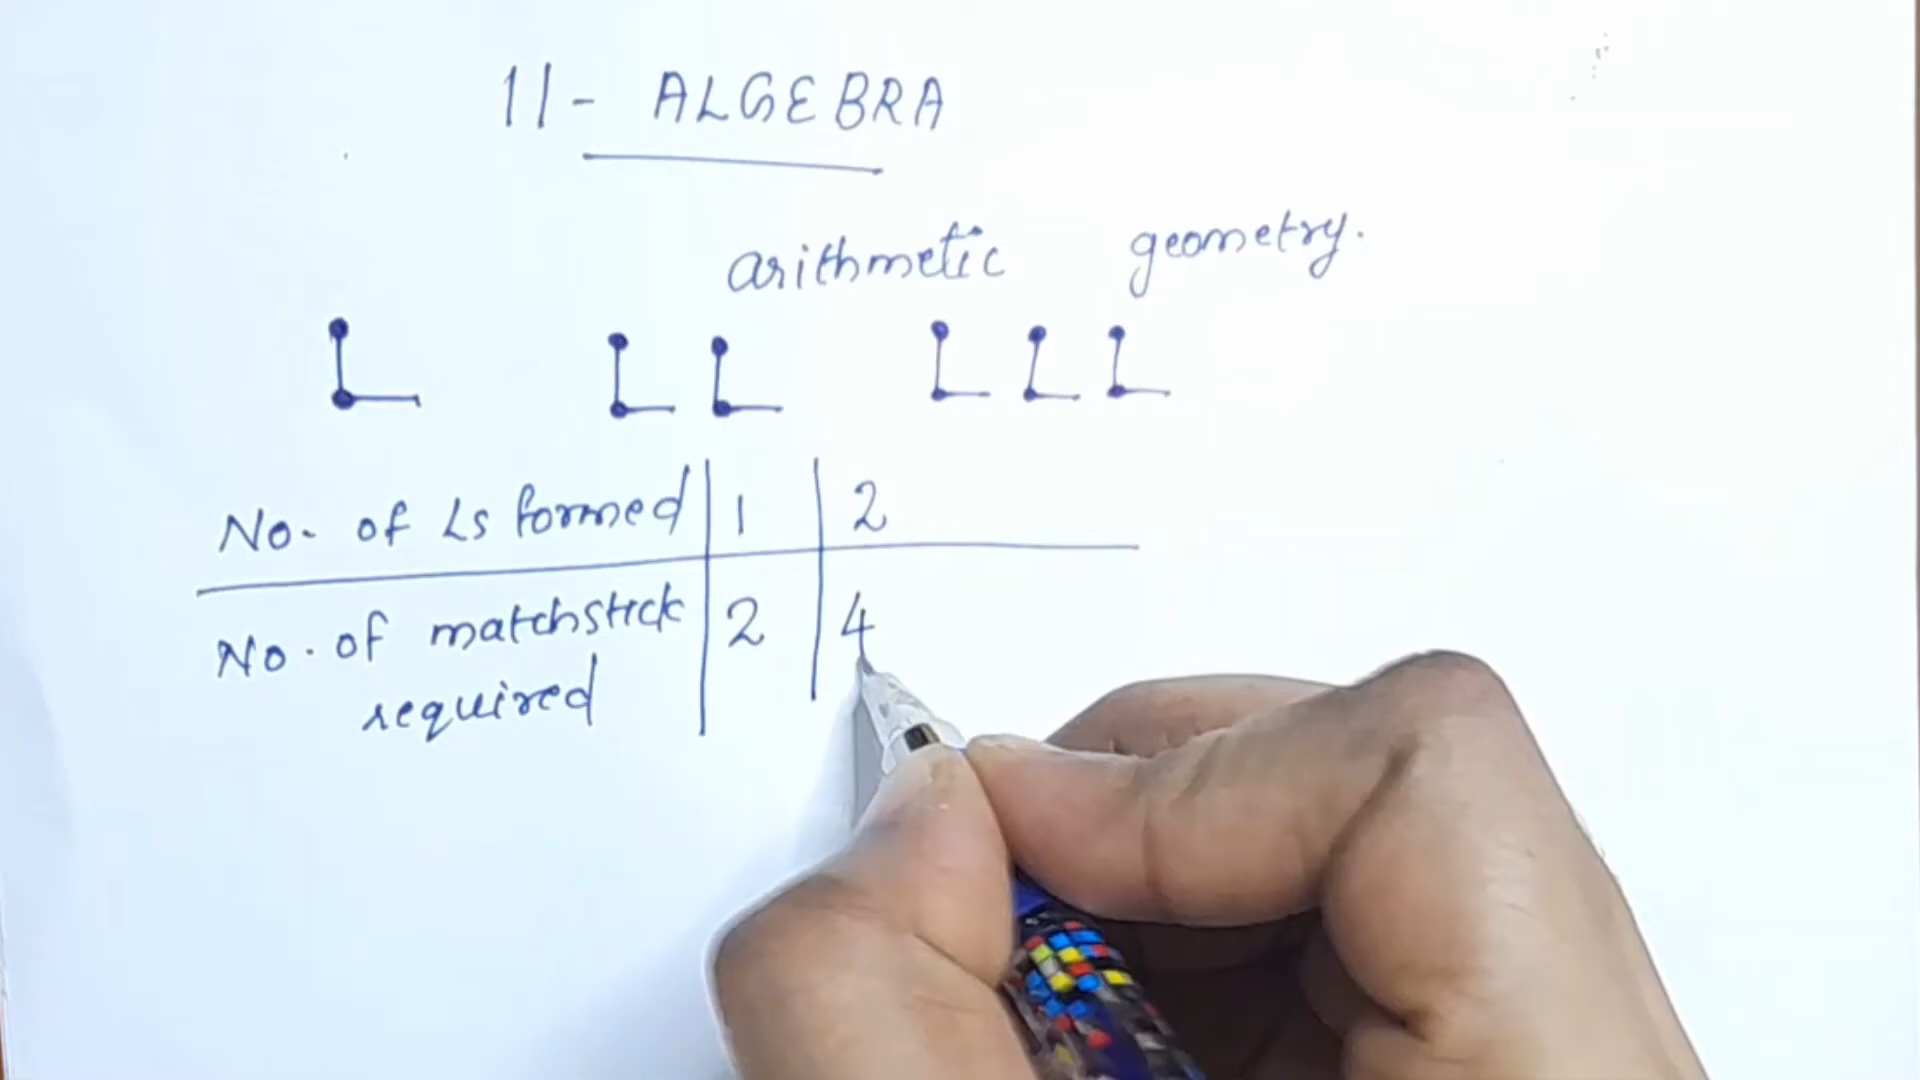 11- ALGEBRA
arithmetic geometry.
No. of Ls formed 1 2
No. of matchstick 2 4
required